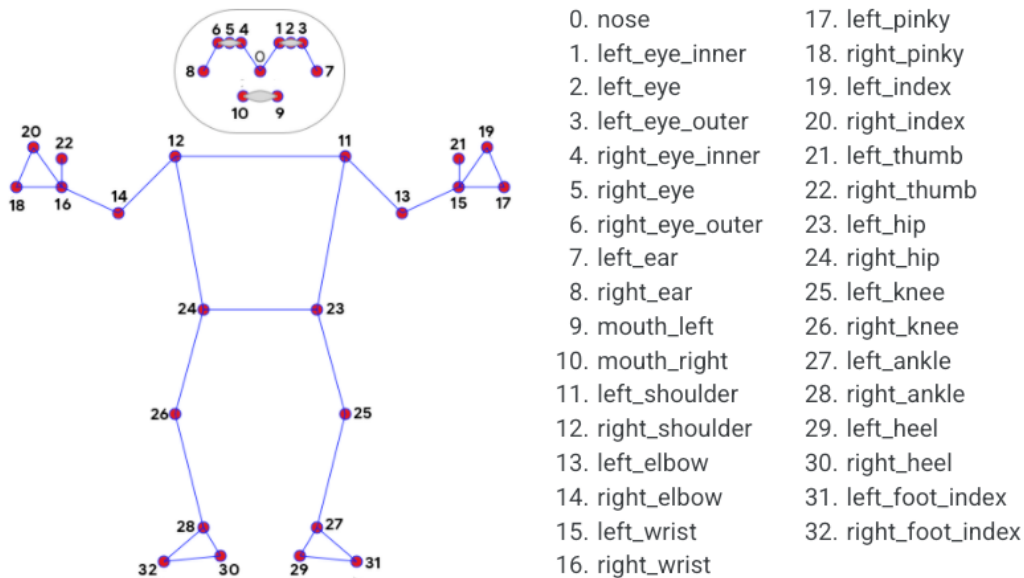 6 5 4 1 2 3
0
8 7
10 9
20 19
22 12 11 21
14 13
18 16 15 17
24 23
26 25
28 27
32 30 29 31
0. nose
1. left_eye_inner
2. left_eye
3. left_eye_outer
4. right_eye_inner
5. right_eye
6. right_eye_outer
7. left_ear
8. right_ear
9. mouth_left
10. mouth_right
11. left_shoulder
12. right_shoulder
13. left_elbow
14. right_elbow
15. left_wrist
16. right_wrist
17. left_pinky
18. right_pinky
19. left_index
20. right_index
21. left_thumb
22. right_thumb
23. left_hip
24. right_hip
25. left_knee
26. right_knee
27. left_ankle
28. right_ankle
29. left_heel
30. right_heel
31. left_foot_index
32. right_foot_index